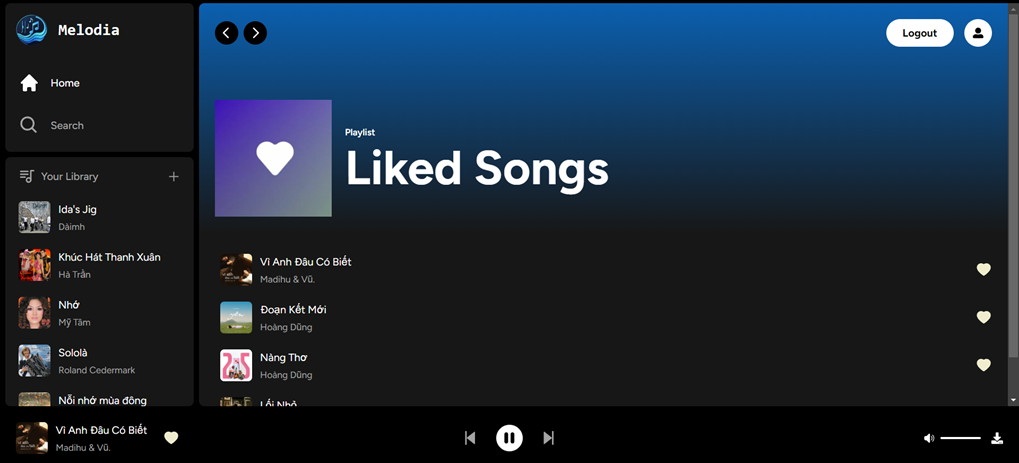 Melodia
Home
Search
Your Library
Ida's Jig
Dàimh
Khúc Hát Thanh Xuân
Hà Trần
Nhớ
Mỹ Tâm
Sololà
Roland Cedermark
Nỗi nhớ mùa đông
Logout
Playlist
Liked Songs
Vì Anh Đâu Có Biết
Madihu & Vũ.
Đoạn Kết Mới
Hoàng Dũng
Nàng Thơ
Hoàng Dũng
Lối Nhỏ
Vì Anh Đâu Có Biết
Madihu & Vũ.